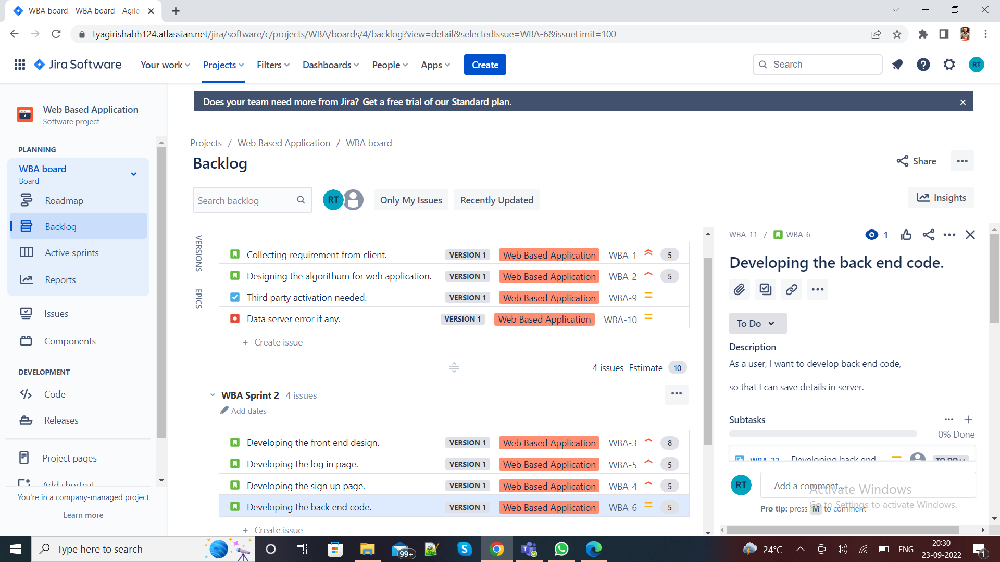 WBA board - WBA board - Agile
tyagirishabh124.atlassian.net/jira/software/c/projects/WBA/boards/4/backlog?view=detail&selectedIssue=WBA-6&issueLimit=100
Jira Software
Your work
Projects
Filters
Dashboards
People
Apps
Create
Search
RT
Does your team need more from Jira? Get a free trial of our Standard plan.
Web Based Application
Software project
PLANNING
WBA board
Board
Roadmap
Backlog
Active sprints
Reports
Issues
Components
DEVELOPMENT
Code
Releases
Project pages
Add shortcut
You're in a company-managed project
Learn more
Projects / Web Based Application / WBA board
Backlog
Share
Search backlog
RT
Only My Issues
Recently Updated
Insights
VERSIONS
EPICS
Collecting requirement from client. VERSION 1 Web Based Application WBA-1 5
Designing the algorithum for web application. VERSION 1 Web Based Application WBA-2 5
Third party activation needed. VERSION 1 Web Based Application WBA-9
Data server error if any. VERSION 1 Web Based Application WBA-10
+ Create issue
4 issues Estimate 10
WBA Sprint 2 4 issues
Add dates
Developing the front end design. VERSION 1 Web Based Application WBA-3 8
Developing the log in page. VERSION 1 Web Based Application WBA-5 5
Developing the sign up page. VERSION 1 Web Based Application WBA-4 5
Developing the back end code. VERSION 1 Web Based Application WBA-6 5
+ Create issue
WBA-11 / WBA-6
1
Developing the back end code.
To Do
Description
As a user, I want to develop back end code,
so that I can save details in server.
Subtasks
0% Done
WBA-22 Developing back end TO DO
RT
Add a comment...
Pro tip: press M to comment
Activate Windows
Go to Settings to activate Windows.
Type here to search
99+
24°C
ENG
20:30
23-09-2022
1